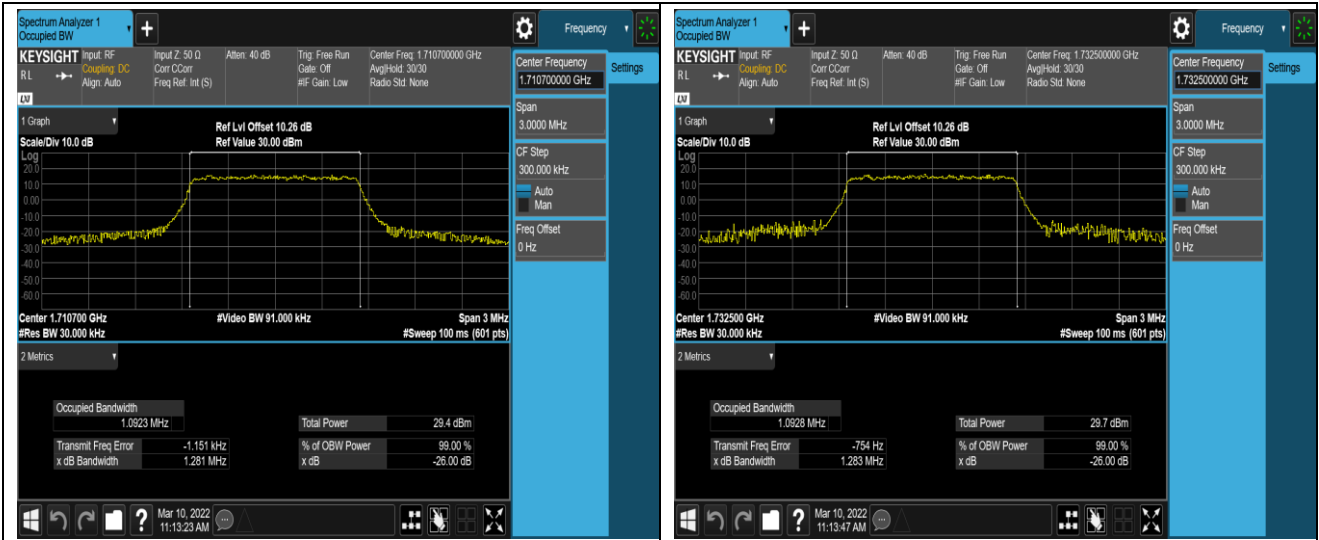 Spectrum Analyzer 1
Occupied BW
+
Frequency
KEYSIGHT Input: RF Input Z: 50 Ω Atten: 40 dB Trig: Free Run Center Freq: 1.710700000 GHz
RL Coupling: DC Corr CCorr Gate: Off Avg|Hold: 30/30
Align: Auto Freq Ref: Int (S) #IF Gain: Low Radio Std: None
LXI
Center Frequency
1.710700000 GHz
Settings
Span
3.0000 MHz
CF Step
300.000 kHz
Auto
Man
Freq Offset
0 Hz
1 Graph
Ref Lvl Offset 10.26 dB
Scale/Div 10.0 dB Ref Value 30.00 dBm
Log
20.0
10.0
0.00
-10.0
-20.0
-30.0
-40.0
-50.0
-60.0
Center 1.710700 GHz #Video BW 91.000 kHz Span 3 MHz
#Res BW 30.000 kHz #Sweep 100 ms (601 pts)
2 Metrics
Occupied Bandwidth
1.0923 MHz Total Power 29.4 dBm
Transmit Freq Error -1.151 kHz % of OBW Power 99.00 %
x dB Bandwidth 1.281 MHz x dB -26.00 dB
? Mar 10, 2022
11:13:23 AM
Spectrum Analyzer 1
Occupied BW
+
Frequency
KEYSIGHT Input: RF Input Z: 50 Ω Atten: 40 dB Trig: Free Run Center Freq: 1.732500000 GHz
RL Coupling: DC Corr CCorr Gate: Off Avg|Hold: 30/30
Align: Auto Freq Ref: Int (S) #IF Gain: Low Radio Std: None
LXI
Center Frequency
1.732500000 GHz
Settings
Span
3.0000 MHz
CF Step
300.000 kHz
Auto
Man
Freq Offset
0 Hz
1 Graph
Ref Lvl Offset 10.26 dB
Scale/Div 10.0 dB Ref Value 30.00 dBm
Log
20.0
10.0
0.00
-10.0
-20.0
-30.0
-40.0
-50.0
-60.0
Center 1.732500 GHz #Video BW 91.000 kHz Span 3 MHz
#Res BW 30.000 kHz #Sweep 100 ms (601 pts)
2 Metrics
Occupied Bandwidth
1.0928 MHz Total Power 29.7 dBm
Transmit Freq Error -754 Hz % of OBW Power 99.00 %
x dB Bandwidth 1.283 MHz x dB -26.00 dB
? Mar 10, 2022
11:13:47 AM